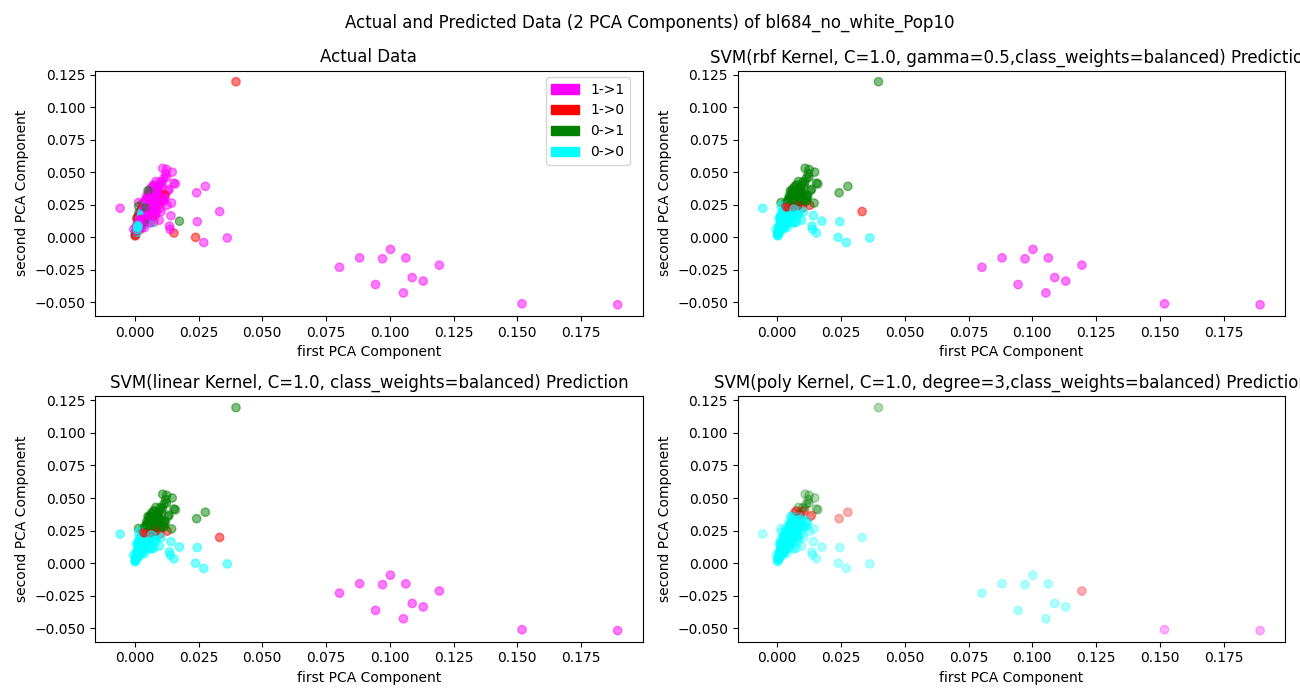 Actual and Predicted Data (2 PCA Components) of bl684_no_white_Pop10
Actual Data
0.125
0.100
0.075
0.050
0.025
0.000
−0.025
−0.050
second PCA Component
1->1
1->0
0->1
0->0
0.000 0.025 0.050 0.075 0.100 0.125 0.150 0.175
first PCA Component
SVM(rbf Kernel, C=1.0, gamma=0.5,class_weights=balanced) Predictio
0.125
0.100
0.075
0.050
0.025
0.000
−0.025
−0.050
second PCA Component
0.000 0.025 0.050 0.075 0.100 0.125 0.150 0.175
first PCA Component
SVM(linear Kernel, C=1.0, class_weights=balanced) Prediction
0.125
0.100
0.075
0.050
0.025
0.000
−0.025
−0.050
second PCA Component
0.000 0.025 0.050 0.075 0.100 0.125 0.150 0.175
first PCA Component
SVM(poly Kernel, C=1.0, degree=3,class_weights=balanced) Predictio
0.125
0.100
0.075
0.050
0.025
0.000
−0.025
−0.050
second PCA Component
0.000 0.025 0.050 0.075 0.100 0.125 0.150 0.175
first PCA Component